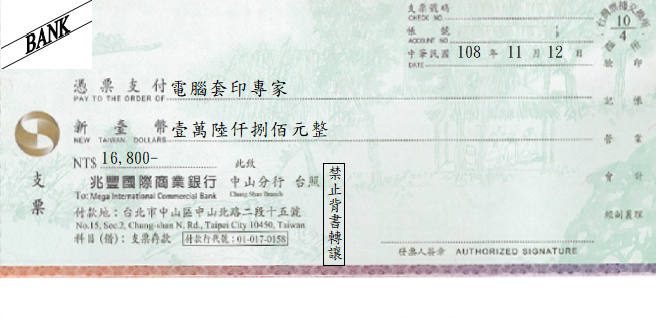 BANK
支票號碼
CHECK NO.
帳號
ACCOUNT NO.
中華民國 108 年 11 月 12 日
DATE
台灣票據交換所
10
4
憑票支付 電腦套印專家
PAY TO THE ORDER OF
新臺幣 壹萬陸仟捌佰元整
NEW TAIWAN DOLLARS
NT$ 16,800-
此致
支票
兆豐國際商業銀行 中山分行 台照
To: Mega International Commercial Bank Chung Shan Branch
付款地：台北市中山區中山北路二段十五號
No.15, Sec.2, Chung-shan N. Rd., Taipei City 10450, Taiwan
科目(借)：支票存款 付款行代號：01-017-0158
禁止背書轉讓
驗印
記帳
營業
會計
經副襄理
發票人簽章 AUTHORIZED SIGNATURE